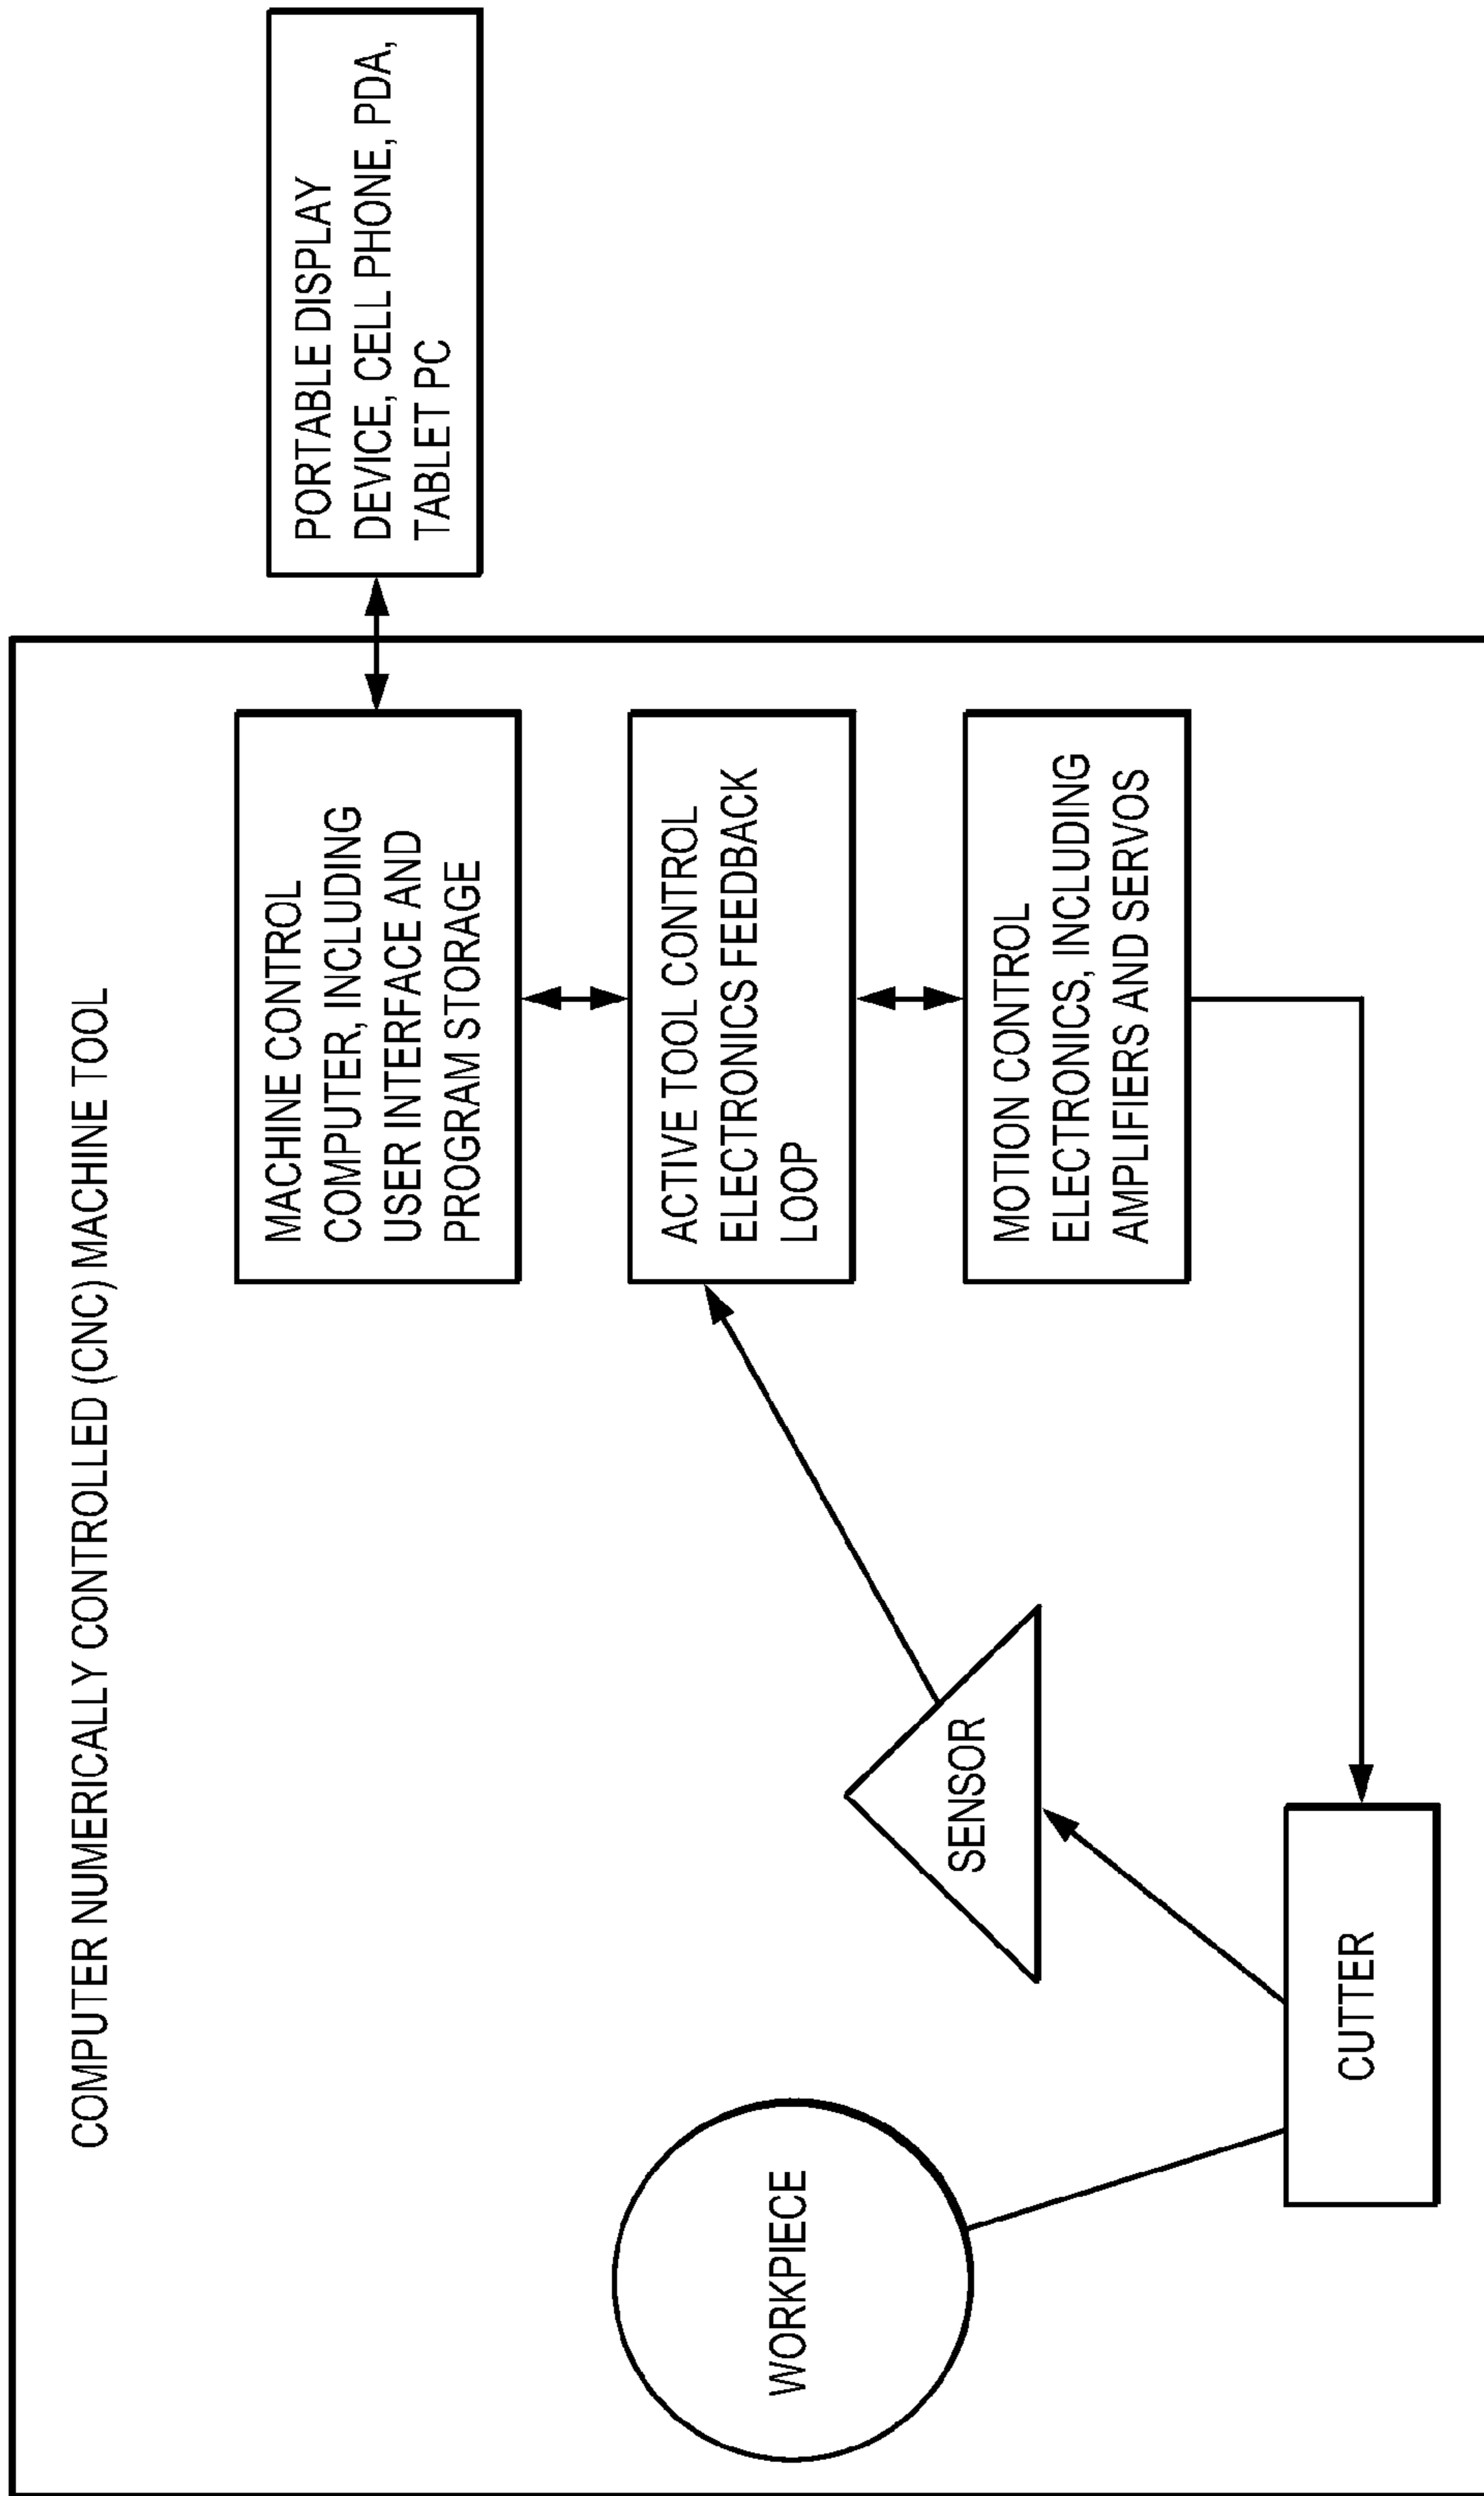 COMPUTER NUMERICALLY CONTROLLED (CNC) MACHINE TOOL
MACHINE CONTROL
COMPUTER, INCLUDING
USER INTERFACE AND
PROGRAM STORAGE
PORTABLE DISPLAY
DEVICE, CELL PHONE, PDA,
TABLET PC
ACTIVE TOOL CONTROL
ELECTRONICS FEEDBACK
LOOP
MOTION CONTROL
ELECTRONICS, INCLUDING
AMPLIFIERS AND SERVOS
WORKPIECE
SENSOR
CUTTER